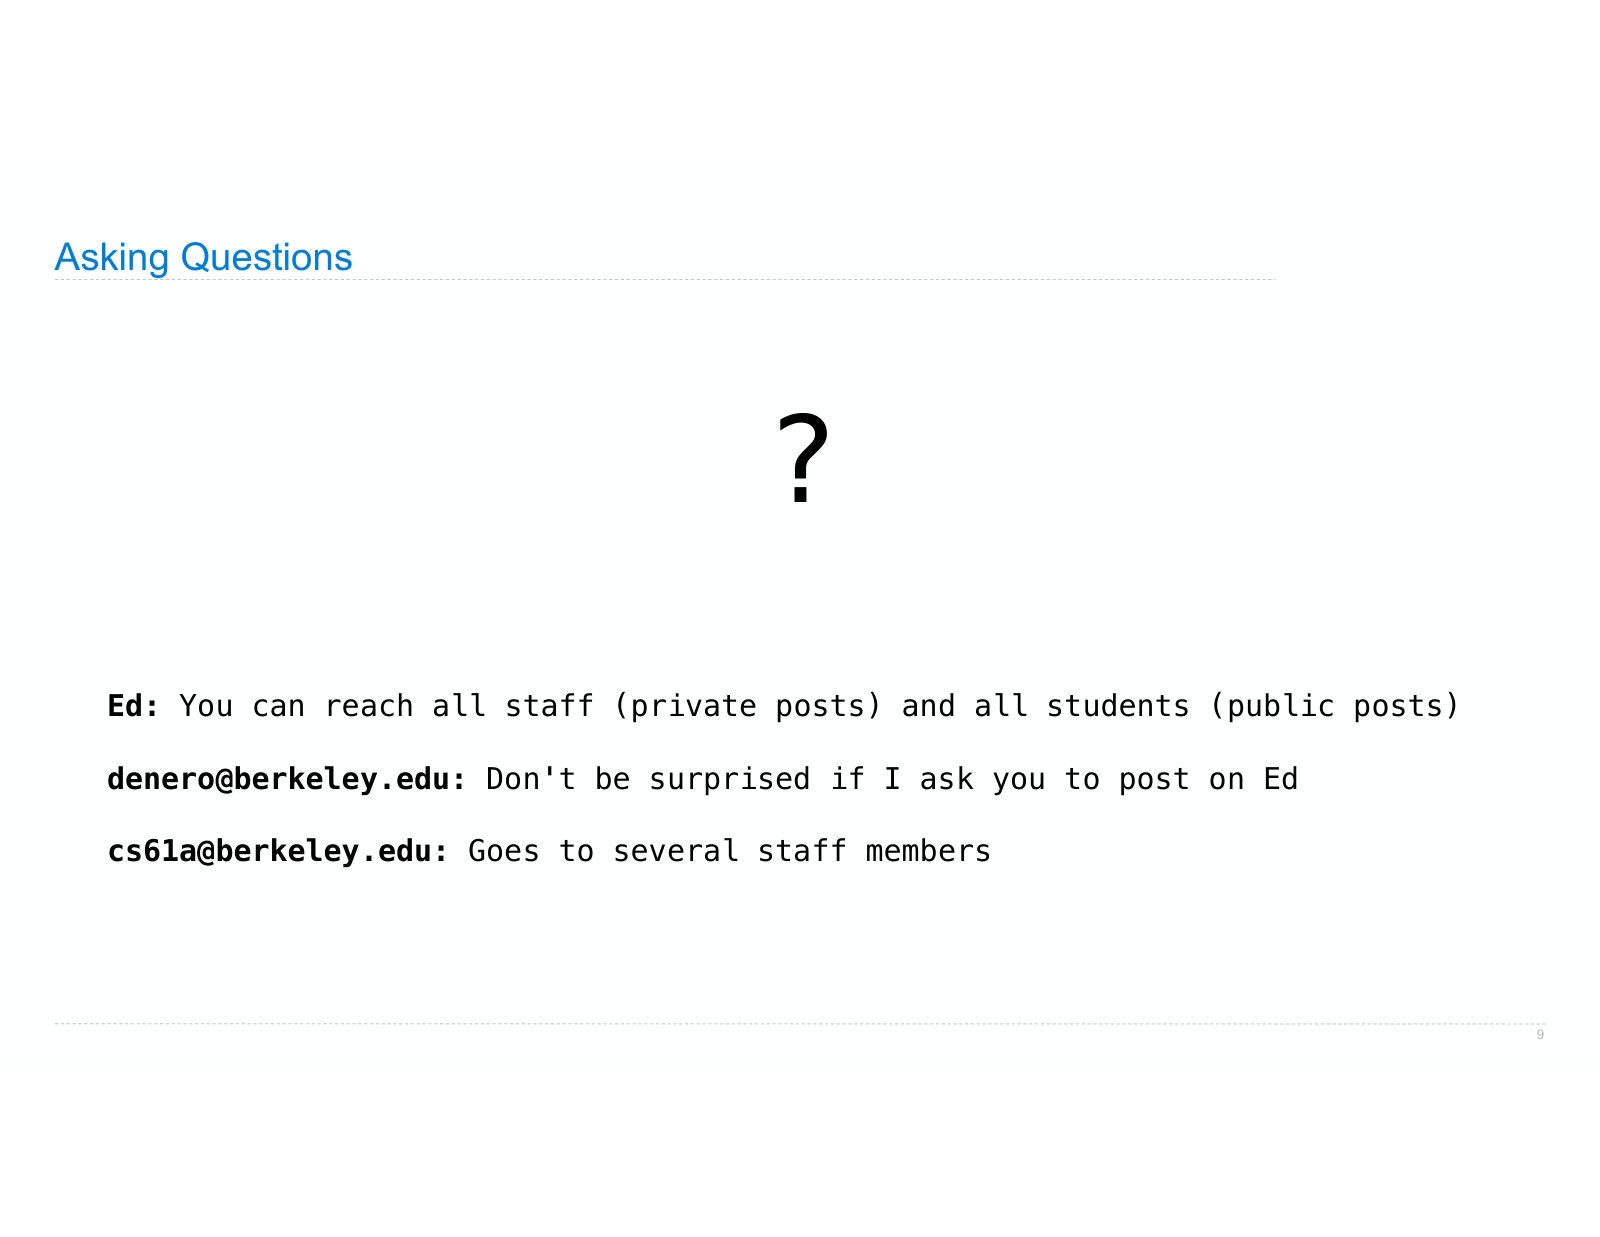 Asking Questions
?
Ed: You can reach all staff (private posts) and all students (public posts)
denero@berkeley.edu: Don't be surprised if I ask you to post on Ed
cs61a@berkeley.edu: Goes to several staff members
9